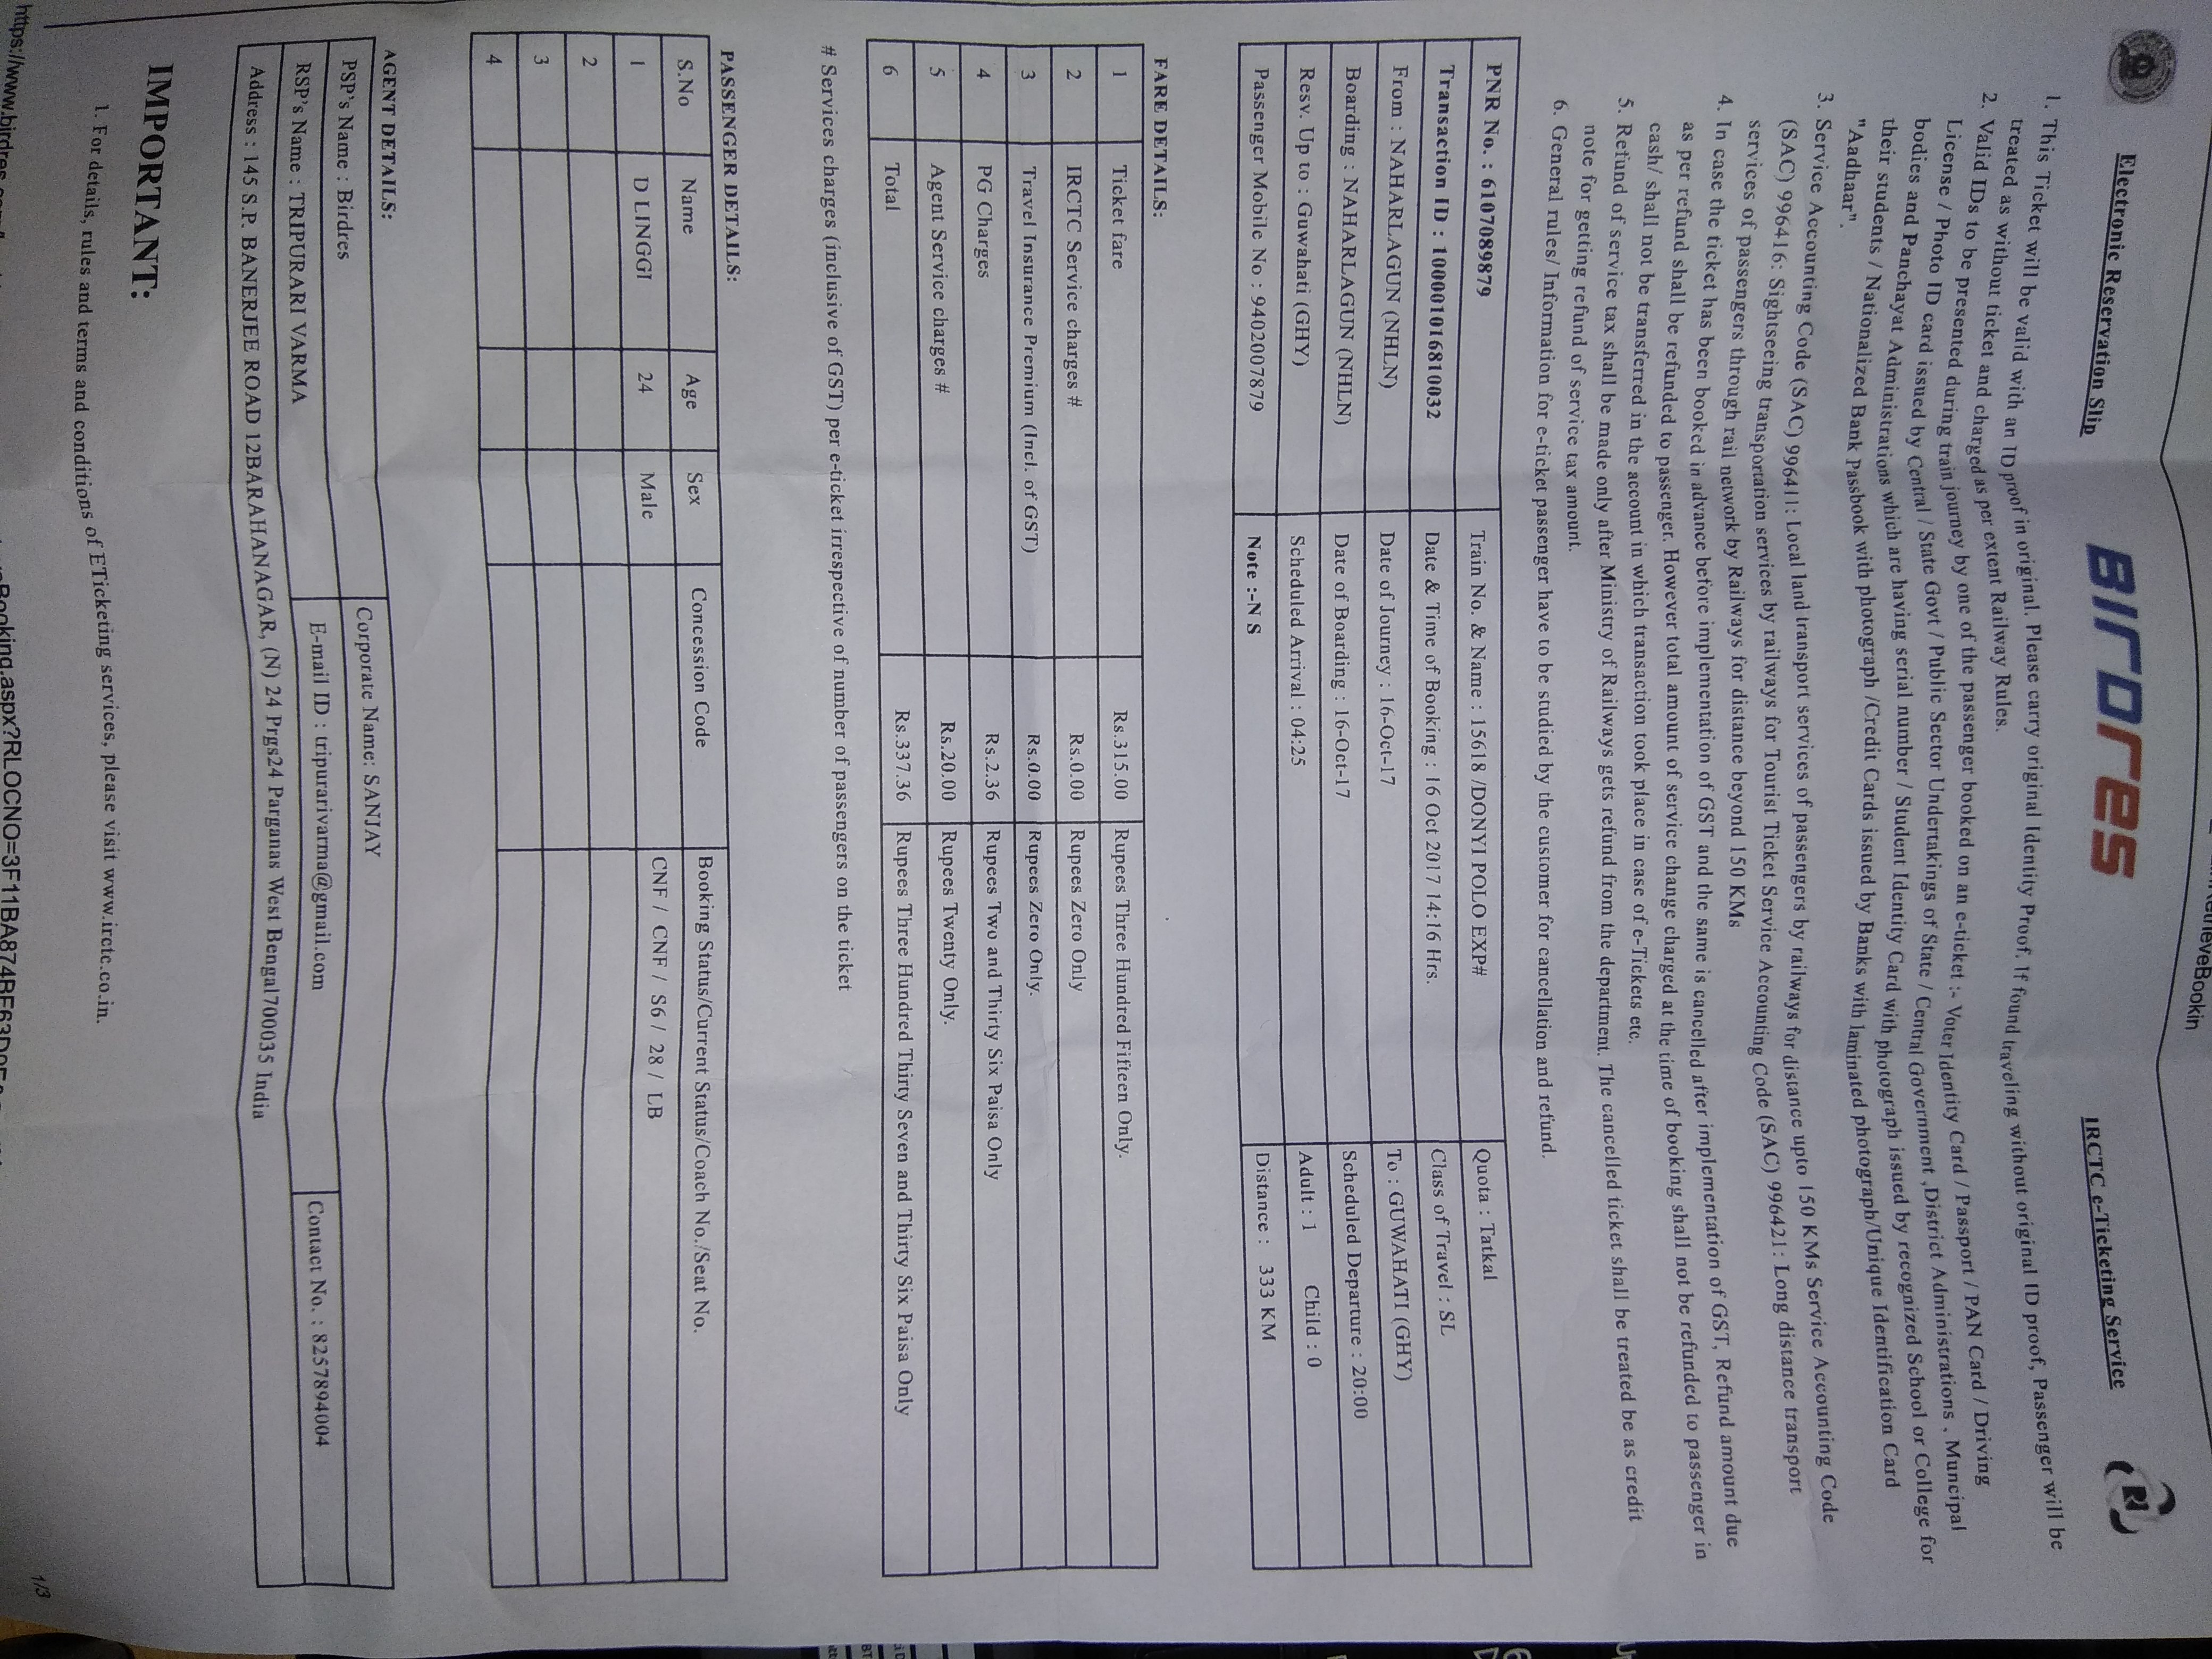 Electronic Reservation Slip
BIrDres
IRCTC e-Ticketing Service
1. This Ticket will be valid with an ID proof in original. Please carry original Identity Proof. If found traveling without original ID proof, Passenger will be
treated as without ticket and charged as per extent Railway Rules.
2. Valid IDs to be presented during train journey by one of the passenger booked on an e-ticket :- Voter Identity Card / Passport / PAN Card / Driving
License / Photo ID card issued by Central / State Govt / Public Sector Undertakings of State / Central Government ,District Administrations , Muncipal
bodies and Panchayat Administrations which are having serial number / Student Identity Card with photograph issued by recognized School or College for
their students / Nationalized Bank Passbook with photograph /Credit Cards issued by Banks with laminated photograph/Unique Identification Card
"Aadhaar".
3. Service Accounting Code (SAC) 996411: Local land transport services of passengers by railways for distance upto 150 KMs Service Accounting Code
(SAC) 996416: Sightseeing transportation services by railways for Tourist Ticket Service Accounting Code (SAC) 996421: Long distance transport
services of passengers through rail network by Railways for distance beyond 150 KMs
4. In case the ticket has been booked in advance before implementation of GST and the same is cancelled after implementation of GST, Refund amount due
as per refund shall be refunded to passenger. However total amount of service change charged at the time of booking shall not be refunded to passenger in
cash/ shall not be transferred in the account in which transaction took place in case of e-Tickets etc.
5. Refund of service tax shall be made only after Ministry of Railways gets refund from the department. The cancelled ticket shall be treated be as credit
note for getting refund of service tax amount.
6. General rules/ Information for e-ticket passenger have to be studied by the customer for cancellation and refund.
PNR No. : 6107089879 Train No. & Name : 15618 /DONYI POLO EXP# Quota : Tatkal
Transaction ID : 100001016810032 Date & Time of Booking : 16 Oct 2017 14:16 Hrs. Class of Travel : SL
From : NAHARLAGUN (NHLN) Date of Journey : 16-Oct-17 To : GUWAHATI (GHY)
Boarding : NAHARLAGUN (NHLN) Date of Boarding : 16-Oct-17 Scheduled Departure : 20:00
Resv. Up to : Guwahati (GHY) Scheduled Arrival : 04:25 Adult : 1 Child : 0
Passenger Mobile No : 9402007879 Note :-N S Distance : 333 KM
FARE DETAILS:
1 Ticket fare Rs.315.00 Rupees Three Hundred Fifteen Only.
2 IRCTC Service charges # Rs.0.00 Rupees Zero Only
3 Travel Insurance Premium (Incl. of GST) Rs.0.00 Rupees Zero Only.
4 PG Charges Rs.2.36 Rupees Two and Thirty Six Paisa Only
5 Agent Service charges # Rs.20.00 Rupees Twenty Only.
6 Total Rs.337.36 Rupees Three Hundred Thirty Seven and Thirty Six Paisa Only
# Services charges (inclusive of GST) per e-ticket irrespective of number of passengers on the ticket
PASSENGER DETAILS:
S.No Name Age Sex Concession Code Booking Status/Current Status/Coach No./Seat No.
1 D LINGGI 24 Male CNF / CNF / S6 / 28 / LB
2
3
4
AGENT DETAILS:
PSP's Name : Birdres Corporate Name: SANJAY
RSP's Name : TRIPURARI VARMA E-mail ID : tripurarivarma@gmail.com Contact No. : 8257894004
Address : 145 S.P. BANERJEE ROAD 12BARAHANAGAR, (N) 24 Prgs24 Parganas West Bengal700035 India
IMPORTANT:
1. For details, rules and terms and conditions of ETicketing services, please visit www.irctc.co.in.
1/3